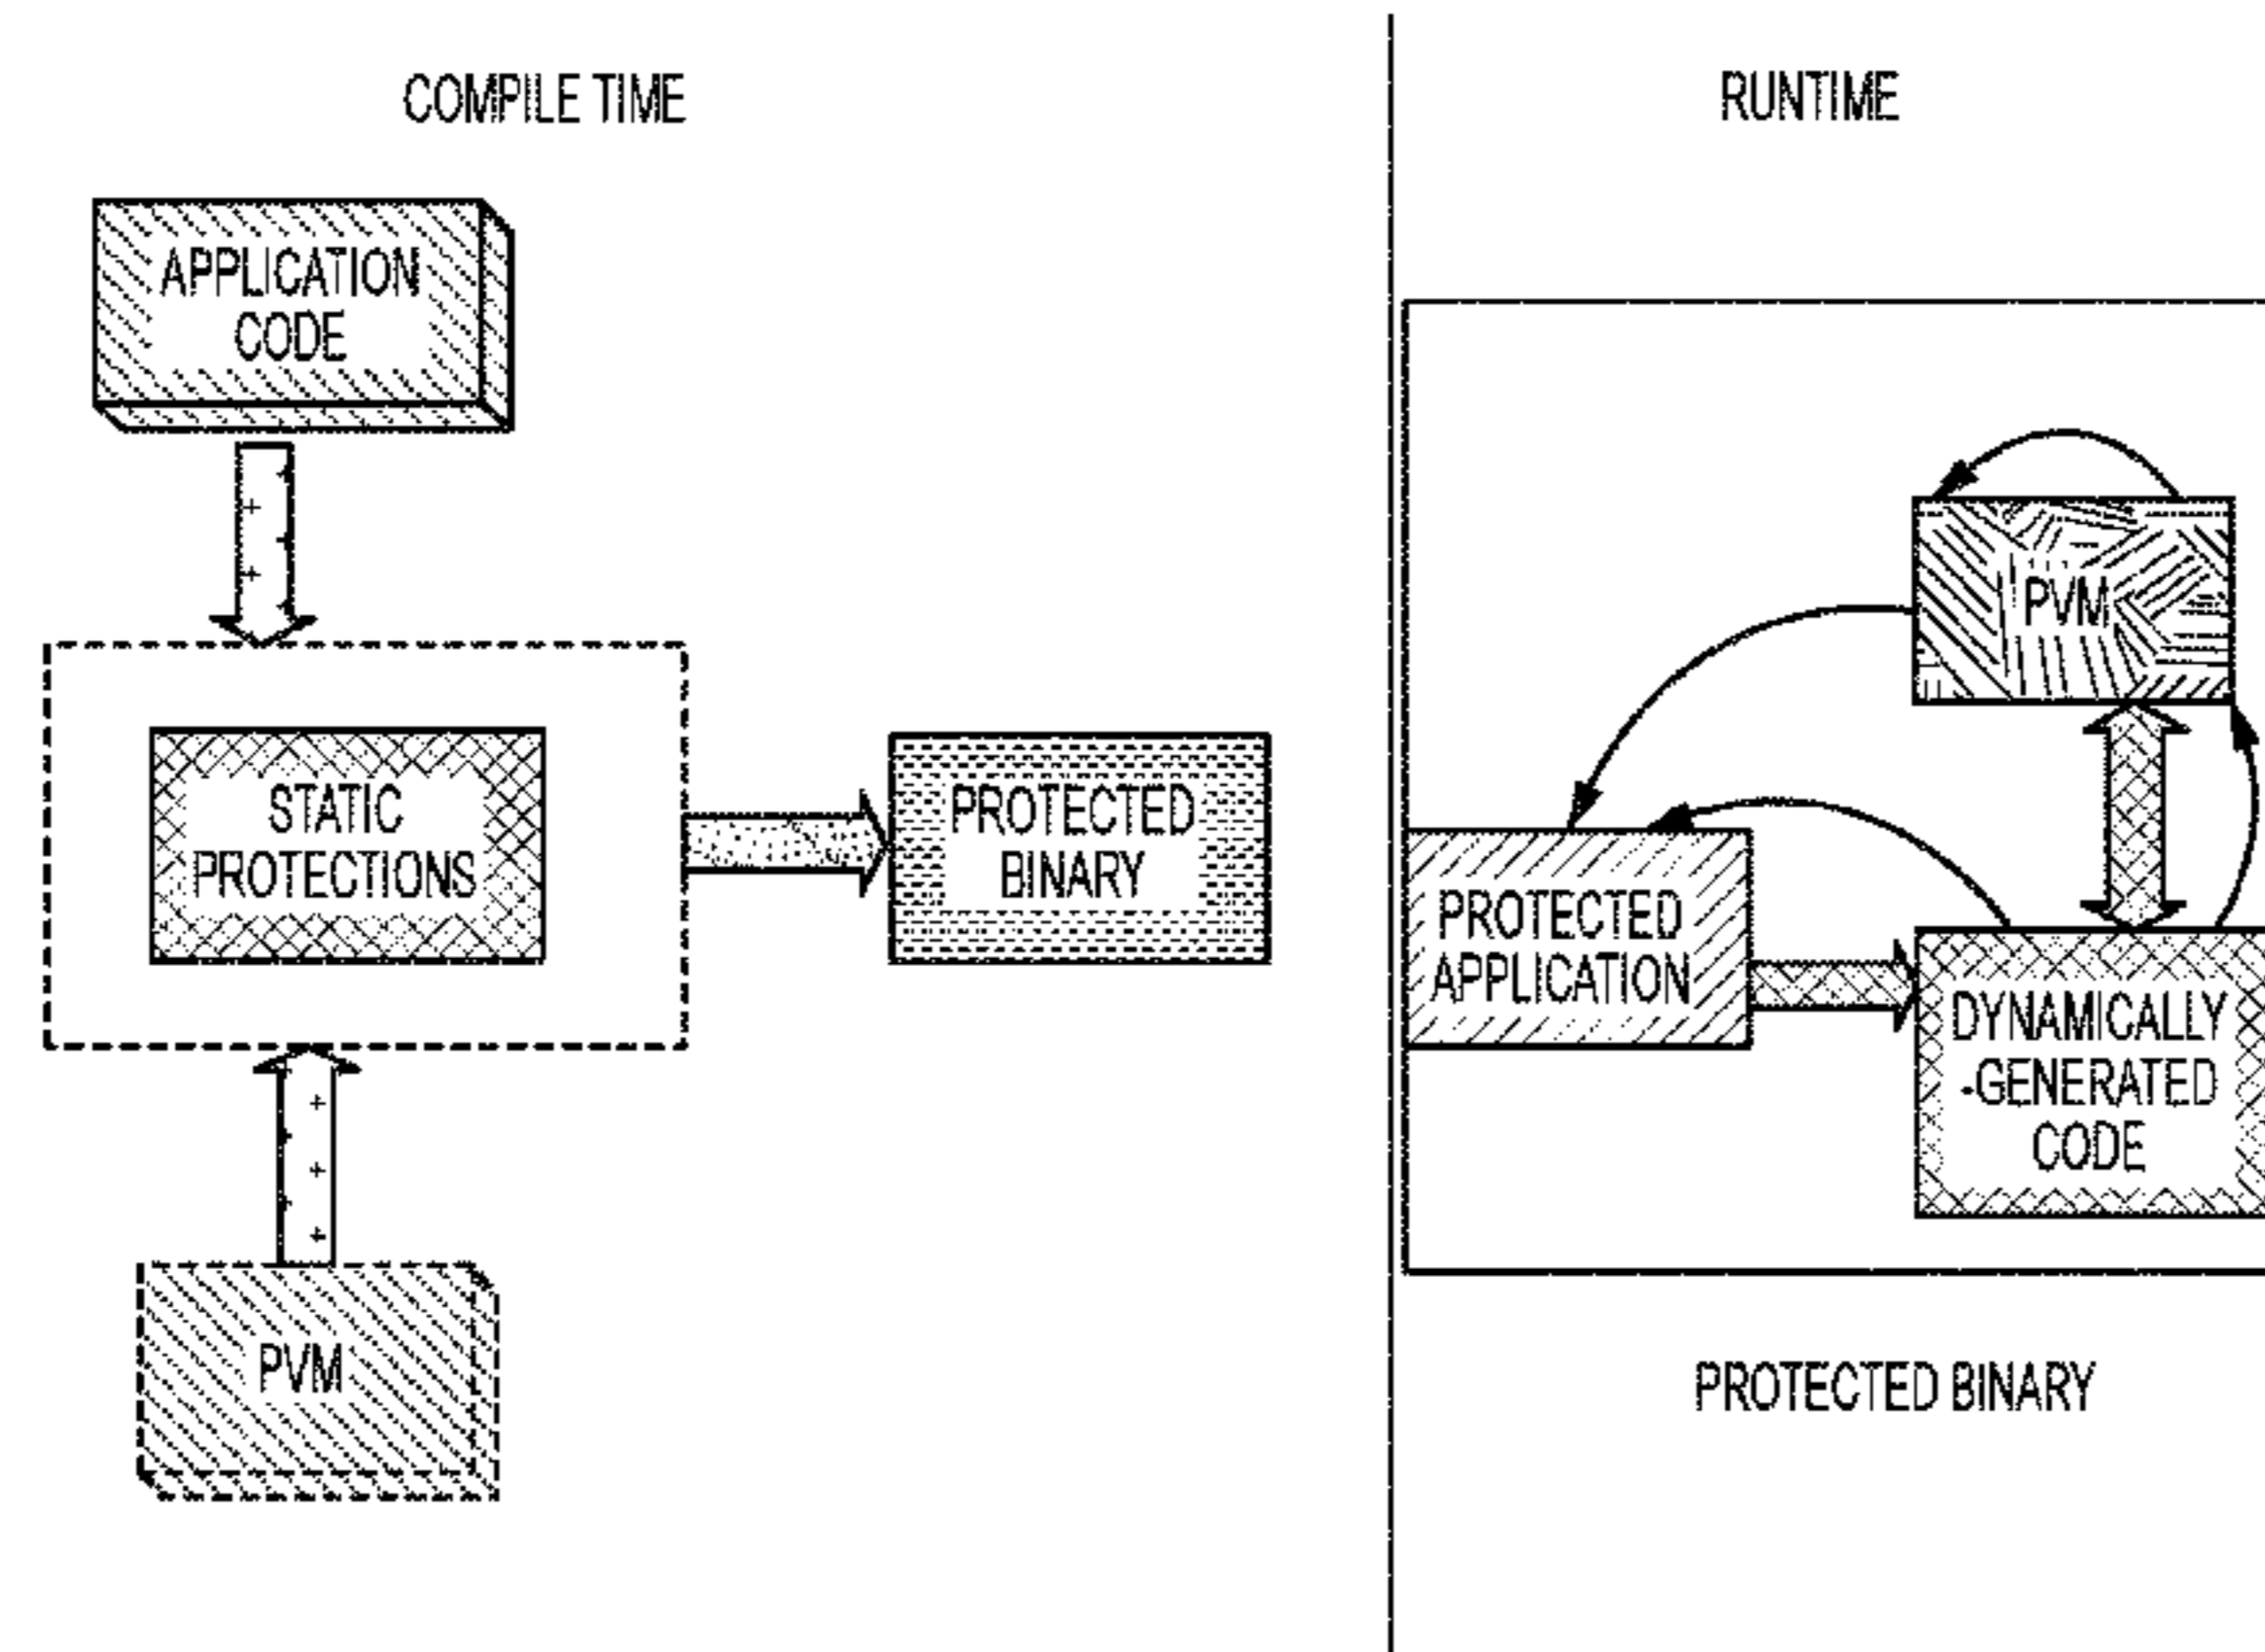 COMPILE TIME
APPLICATION
CODE
STATIC
PROTECTIONS
PROTECTED
BINARY
PVM
RUNTIME
PVM
PROTECTED
APPLICATION
DYNAMICALLY
-GENERATED
CODE
PROTECTED BINARY